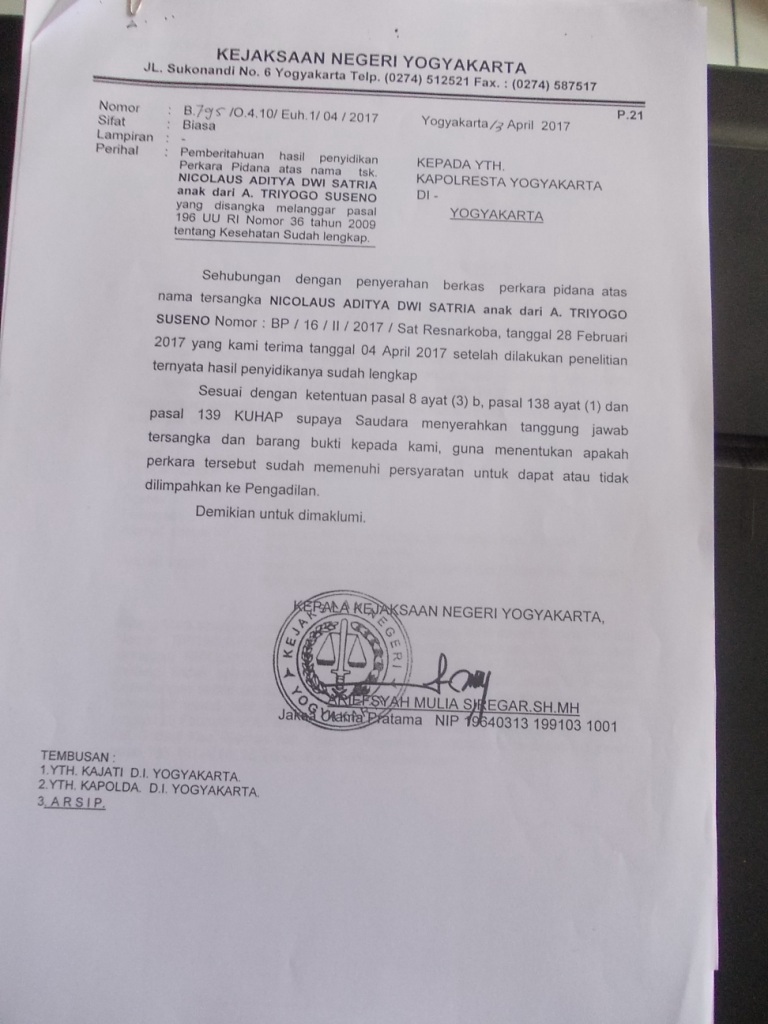 KEJAKSAAN NEGERI YOGYAKARTA
JL. Sukonandi No. 6 Yogyakarta Telp. (0274) 512521 Fax. : (0274) 587517
P.21
Nomor : B.795 /O.4.10/ Euh.1/ 04 / 2017
Sifat : Biasa
Lampiran : -
Perihal : Pemberitahuan hasil penyidikan
Perkara Pidana atas nama tsk.
NICOLAUS ADITYA DWI SATRIA
anak dari A. TRIYOGO SUSENO
yang disangka melanggar pasal
196 UU RI Nomor 36 tahun 2009
tentang Kesehatan Sudah lengkap.
Yogyakarta, 13 April 2017
KEPADA YTH.
KAPOLRESTA YOGYAKARTA
DI -
YOGYAKARTA
Sehubungan dengan penyerahan berkas perkara pidana atas
nama tersangka NICOLAUS ADITYA DWI SATRIA anak dari A. TRIYOGO
SUSENO Nomor : BP / 16 / II / 2017 / Sat Resnarkoba, tanggal 28 Februari
2017 yang kami terima tanggal 04 April 2017 setelah dilakukan penelitian
ternyata hasil penyidikanya sudah lengkap
Sesuai dengan ketentuan pasal 8 ayat (3) b, pasal 138 ayat (1) dan
pasal 139 KUHAP supaya Saudara menyerahkan tanggung jawab
tersangka dan barang bukti kepada kami, guna menentukan apakah
perkara tersebut sudah memenuhi persyaratan untuk dapat atau tidak
dilimpahkan ke Pengadilan.
Demikian untuk dimaklumi.
KEPALA KEJAKSAAN NEGERI YOGYAKARTA,
KEJAKSAAN NEGERI
YOGYAKARTA
ARIEFSYAH MULIA SIREGAR.SH.MH
Jaksa Utama Pratama NIP 19640313 199103 1001
TEMBUSAN :
1.YTH. KAJATI D.I. YOGYAKARTA.
2.YTH. KAPOLDA. D.I. YOGYAKARTA.
3. A R S I P.